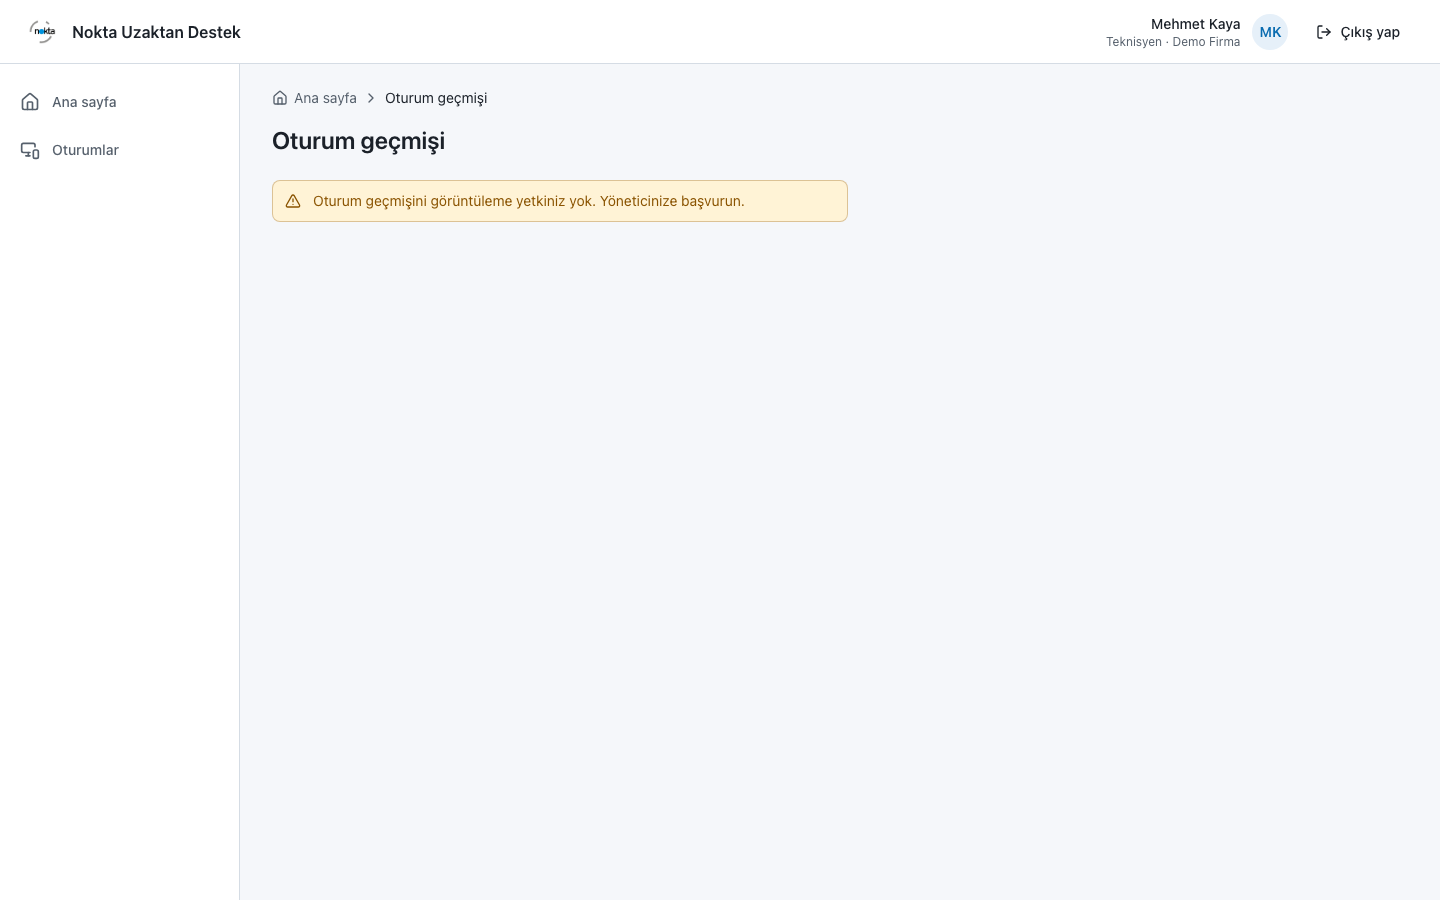 nokta
Nokta Uzaktan Destek
Mehmet Kaya
Teknisyen · Demo Firma
MK
Çıkış yap
Ana sayfa
Oturumlar
Ana sayfa
Oturum geçmişi
Oturum geçmişi
Oturum geçmişini görüntüleme yetkiniz yok. Yöneticinize başvurun.